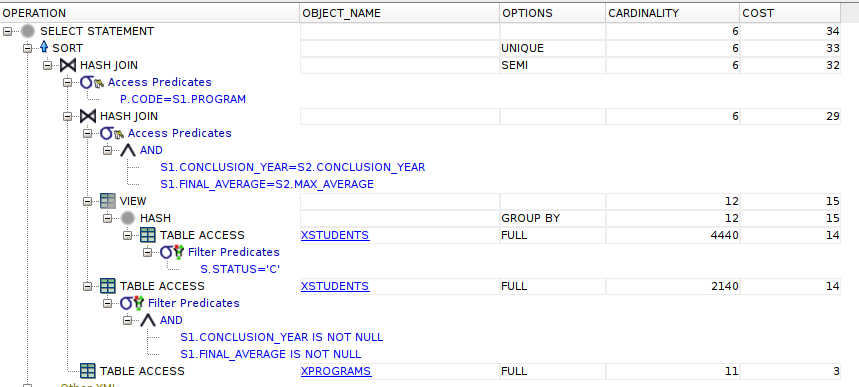 OPERATION OBJECT_NAME OPTIONS CARDINALITY COST
SELECT STATEMENT 6 34
SORT UNIQUE 6 33
HASH JOIN SEMI 6 32
Access Predicates
P.CODE=S1.PROGRAM
HASH JOIN 6 29
Access Predicates
AND
S1.CONCLUSION_YEAR=S2.CONCLUSION_YEAR
S1.FINAL_AVERAGE=S2.MAX_AVERAGE
VIEW 12 15
HASH GROUP BY 12 15
TABLE ACCESS XSTUDENTS FULL 4440 14
Filter Predicates
S.STATUS='C'
TABLE ACCESS XSTUDENTS FULL 2140 14
Filter Predicates
AND
S1.CONCLUSION_YEAR IS NOT NULL
S1.FINAL_AVERAGE IS NOT NULL
TABLE ACCESS XPROGRAMS FULL 11 3
Other XML